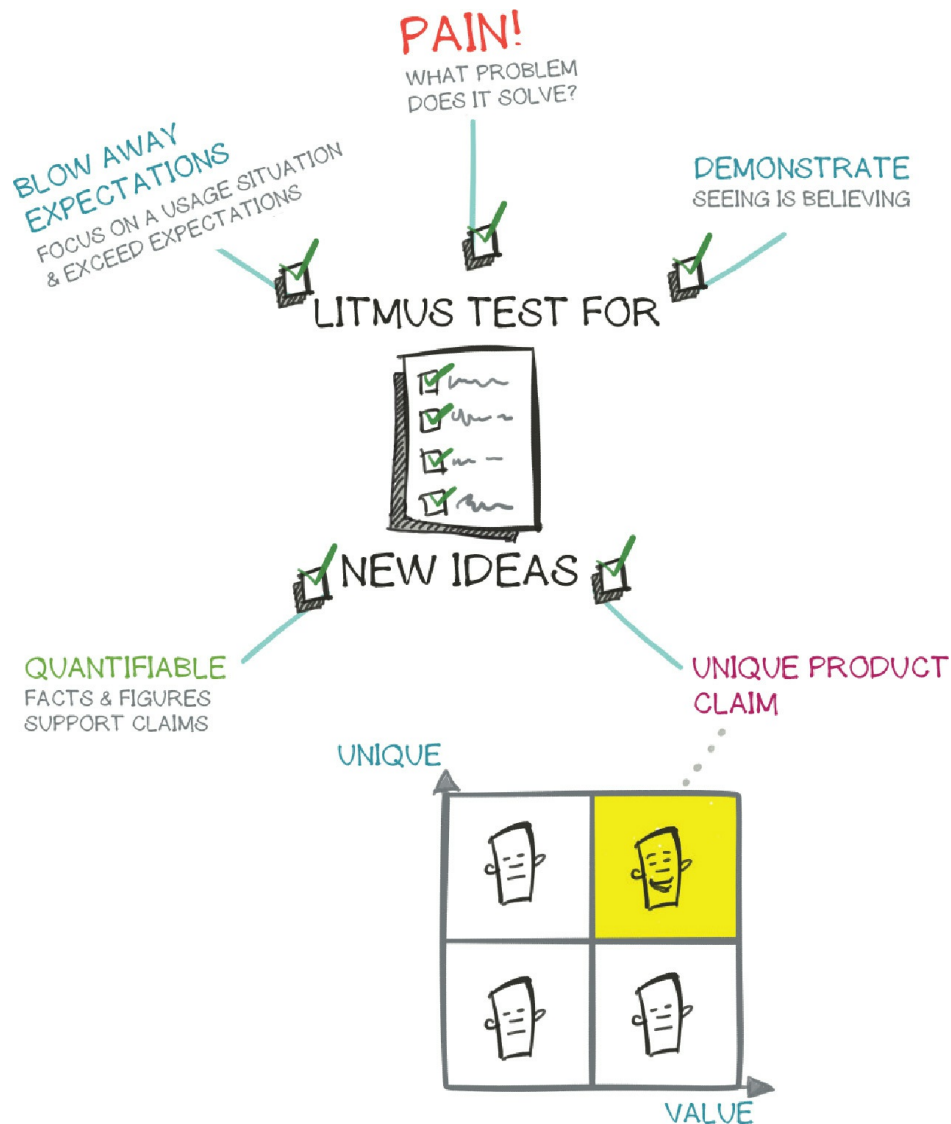 PAIN!
WHAT PROBLEM
DOES IT SOLVE?
BLOW AWAY
EXPECTATIONS
FOCUS ON A USAGE SITUATION
& EXCEED EXPECTATIONS
DEMONSTRATE
SEEING IS BELIEVING
LITMUS TEST FOR
NEW IDEAS
QUANTIFIABLE
FACTS & FIGURES
SUPPORT CLAIMS
UNIQUE PRODUCT
CLAIM
UNIQUE
VALUE